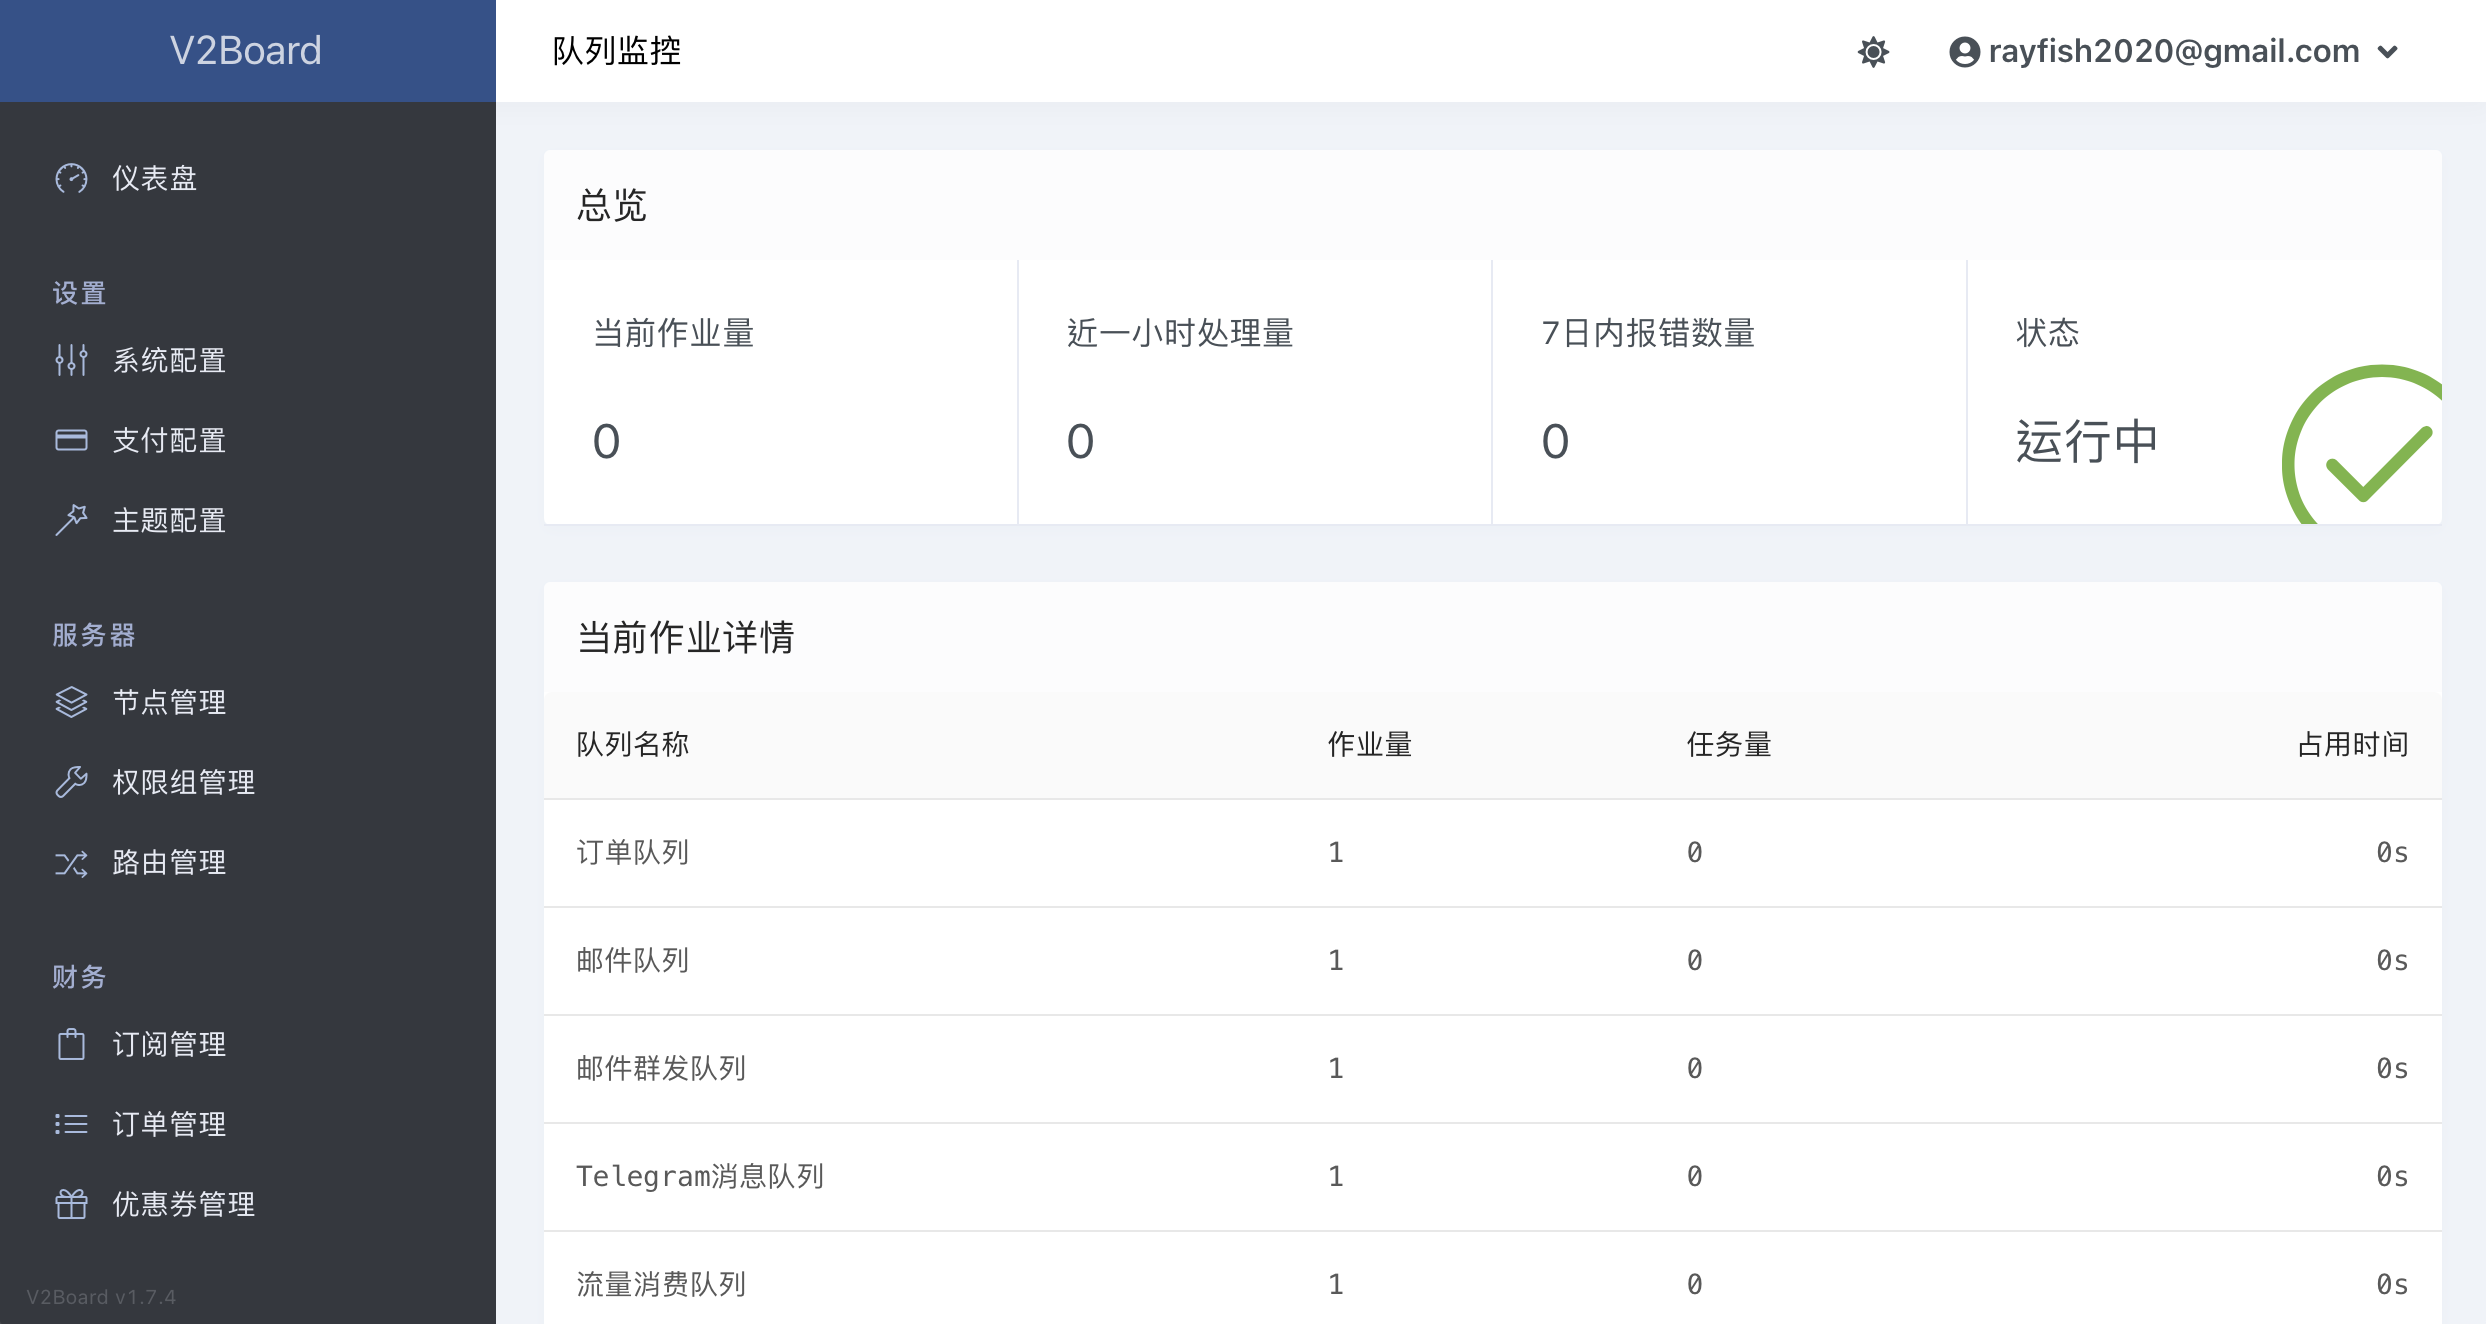 V2Board
队列监控
rayfish2020@gmail.com
仪表盘
设置
系统配置
支付配置
主题配置
服务器
节点管理
权限组管理
路由管理
财务
订阅管理
订单管理
优惠券管理
V2Board v1.7.4
总览
当前作业量
0
近一小时处理量
0
7日内报错数量
0
状态
运行中
当前作业详情
队列名称 作业量 任务量 占用时间
订单队列 1 0 0s
邮件队列 1 0 0s
邮件群发队列 1 0 0s
Telegram消息队列 1 0 0s
流量消费队列 1 0 0s